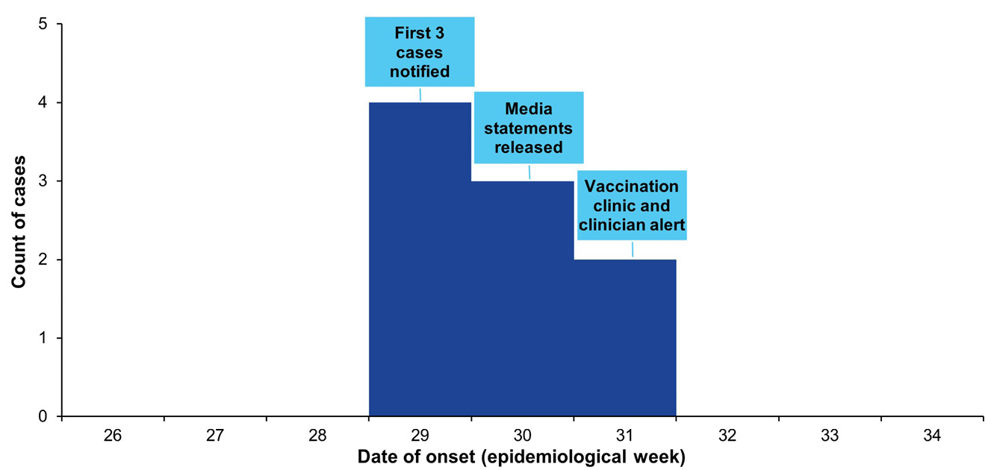 5
First 3
cases
notified
4
Media
statements
released
3
Vaccination
clinic and
clinician alert
2
1
0
Count of cases
26 27 28 29 30 31 32 33 34
Date of onset (epidemiological week)